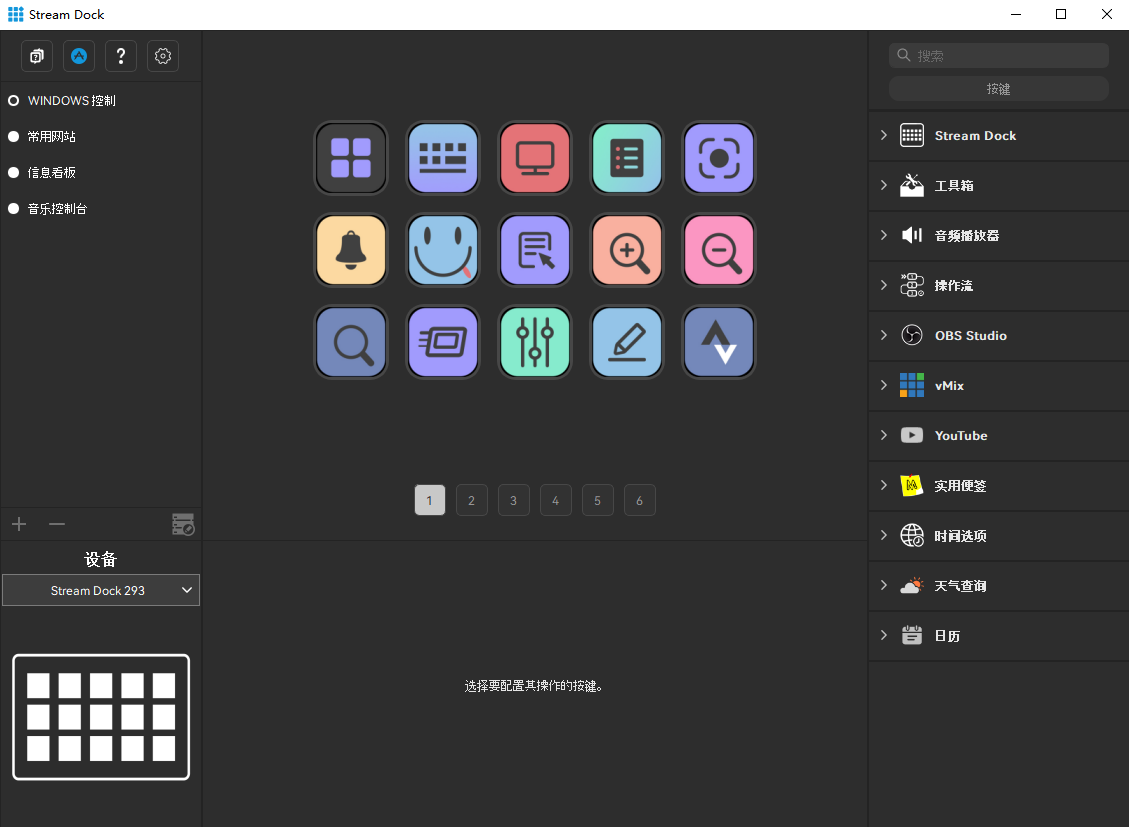 Stream Dock
WINDOWS 控制
常用网站
信息看板
音乐控制台
设备
Stream Dock 293
1 2 3 4 5 6
选择要配置其操作的按键。
搜索
按键
Stream Dock
工具箱
音频播放器
操作流
OBS Studio
vMix
YouTube
实用便签
时间选项
天气查询
日历